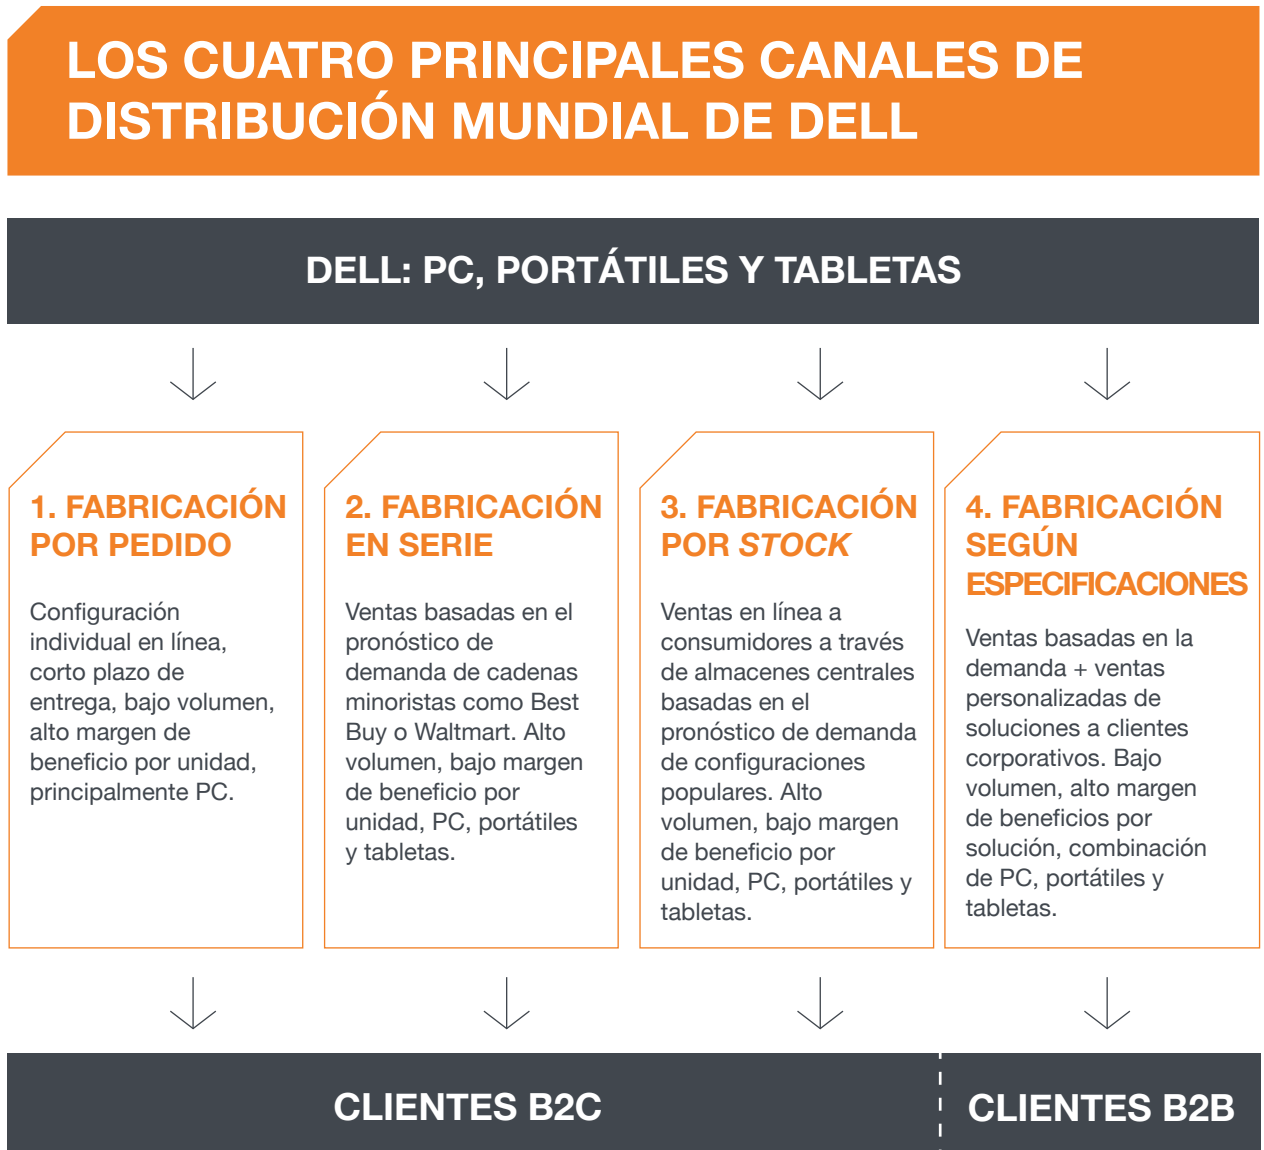 LOS CUATRO PRINCIPALES CANALES DE
DISTRIBUCIÓN MUNDIAL DE DELL
DELL: PC, PORTÁTILES Y TABLETAS
1. FABRICACIÓN
POR PEDIDO
Configuración
individual en línea,
corto plazo de
entrega, bajo volumen,
alto margen de
beneficio por unidad,
principalmente PC.
2. FABRICACIÓN
EN SERIE
Ventas basadas en el
pronóstico de
demanda de cadenas
minoristas como Best
Buy o Waltmart. Alto
volumen, bajo margen
de beneficio por
unidad, PC, portátiles
y tabletas.
3. FABRICACIÓN
POR STOCK
Ventas en línea a
consumidores a través
de almacenes centrales
basadas en el
pronóstico de demanda
de configuraciones
populares. Alto
volumen, bajo margen
de beneficio por
unidad, PC, portátiles y
tabletas.
4. FABRICACIÓN
SEGÚN
ESPECIFICACIONES
Ventas basadas en la
demanda + ventas
personalizadas de
soluciones a clientes
corporativos. Bajo
volumen, alto margen
de beneficios por
solución, combinación
de PC, portátiles y
tabletas.
CLIENTES B2C
CLIENTES B2B